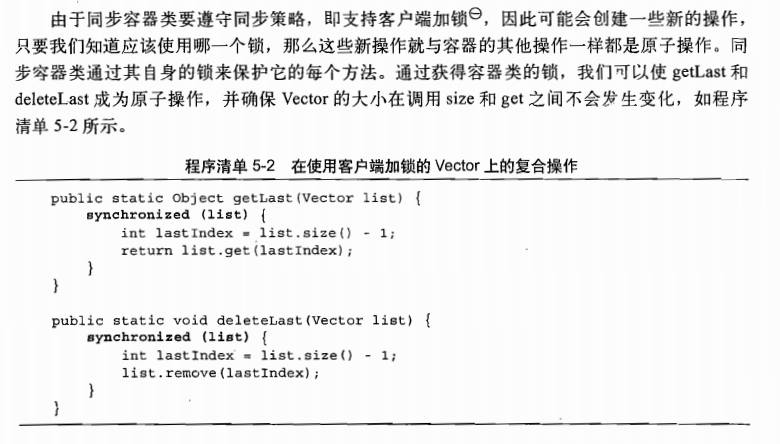 由于同步容器类要遵守同步策略，即支持客户端加锁⊖，因此可能会创建一些新的操作，
只要我们知道应该使用哪一个锁，那么这些新操作就与容器的其他操作一样都是原子操作。同
步容器类通过其自身的锁来保护它的每个方法。通过获得容器类的锁，我们可以使 getLast 和
deleteLast 成为原子操作，并确保 Vector 的大小在调用 size 和 get 之间不会发生变化，如程序
清单 5-2 所示。
程序清单 5-2　在使用客户端加锁的 Vector 上的复合操作
public static Object getLast(Vector list) {
    synchronized (list) {
        int lastIndex = list.size() - 1;
        return list.get(lastIndex);
    }
}
public static void deleteLast(Vector list) {
    synchronized (list) {
        int lastIndex = list.size() - 1;
        list.remove(lastIndex);
    }
}